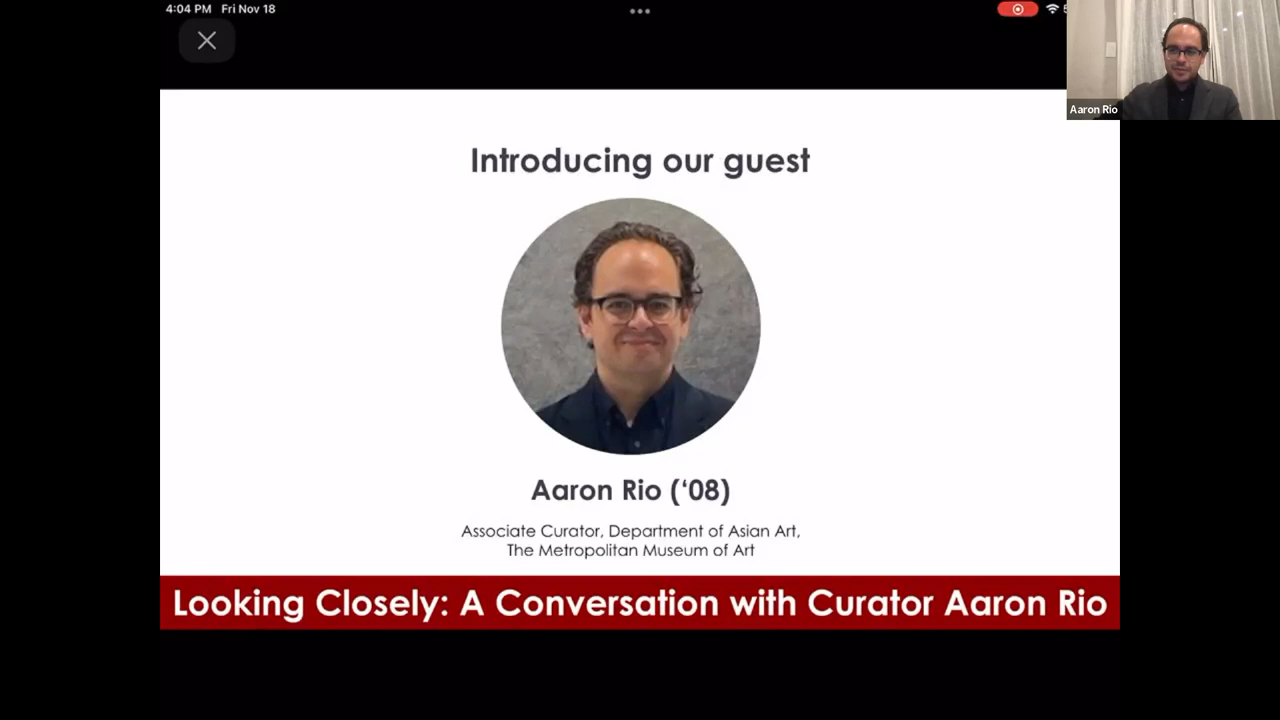 4:04 PM Fri Nov 18
Aaron Rio
Introducing our guest
Aaron Rio (‘08)
Associate Curator, Department of Asian Art,
The Metropolitan Museum of Art
Looking Closely: A Conversation with Curator Aaron Rio